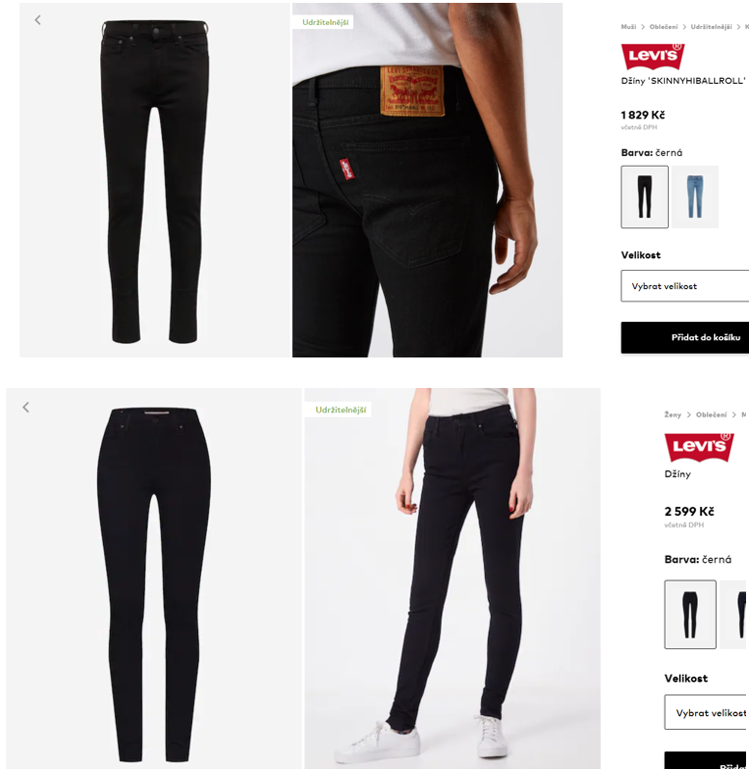 Udržitelnější
Muži > Oblečení > Udržitelnější > K
LEVI'S®
Džíny 'SKINNYHIBALLROLL'
1 829 Kč
včetně DPH
Barva: černá
Velikost
Vybrat velikost
Přidat do košíku
Udržitelnější
Ženy > Oblečení > M
LEVI'S®
Džíny
2 599 Kč
včetně DPH
Barva: černá
Velikost
Vybrat velikost